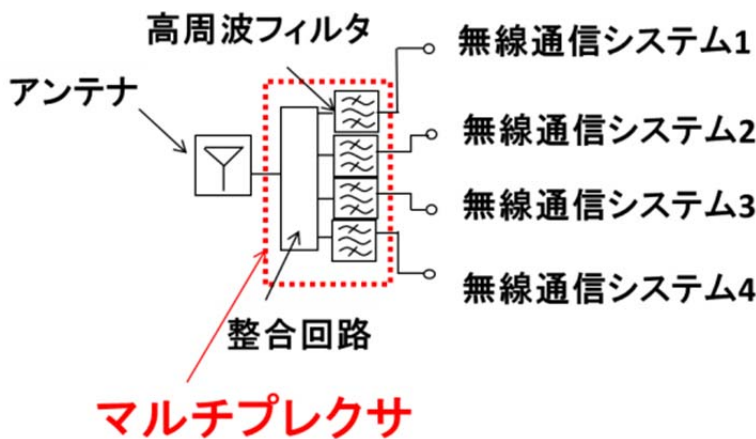 高周波フィルタ
無線通信システム1
アンテナ
無線通信システム2
無線通信システム3
無線通信システム4
整合回路
マルチプレクサ